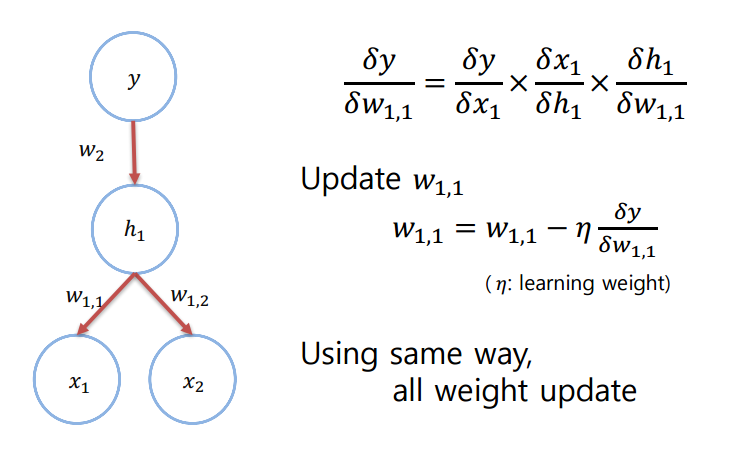 y
w₂
h₁
w₁,₁ w₁,₂
x₁ x₂
δy/δw₁,₁ = δy/δx₁ × δx₁/δh₁ × δh₁/δw₁,₁
Update w₁,₁
w₁,₁ = w₁,₁ − η δy/δw₁,₁
( η: learning weight)
Using same way,
all weight update